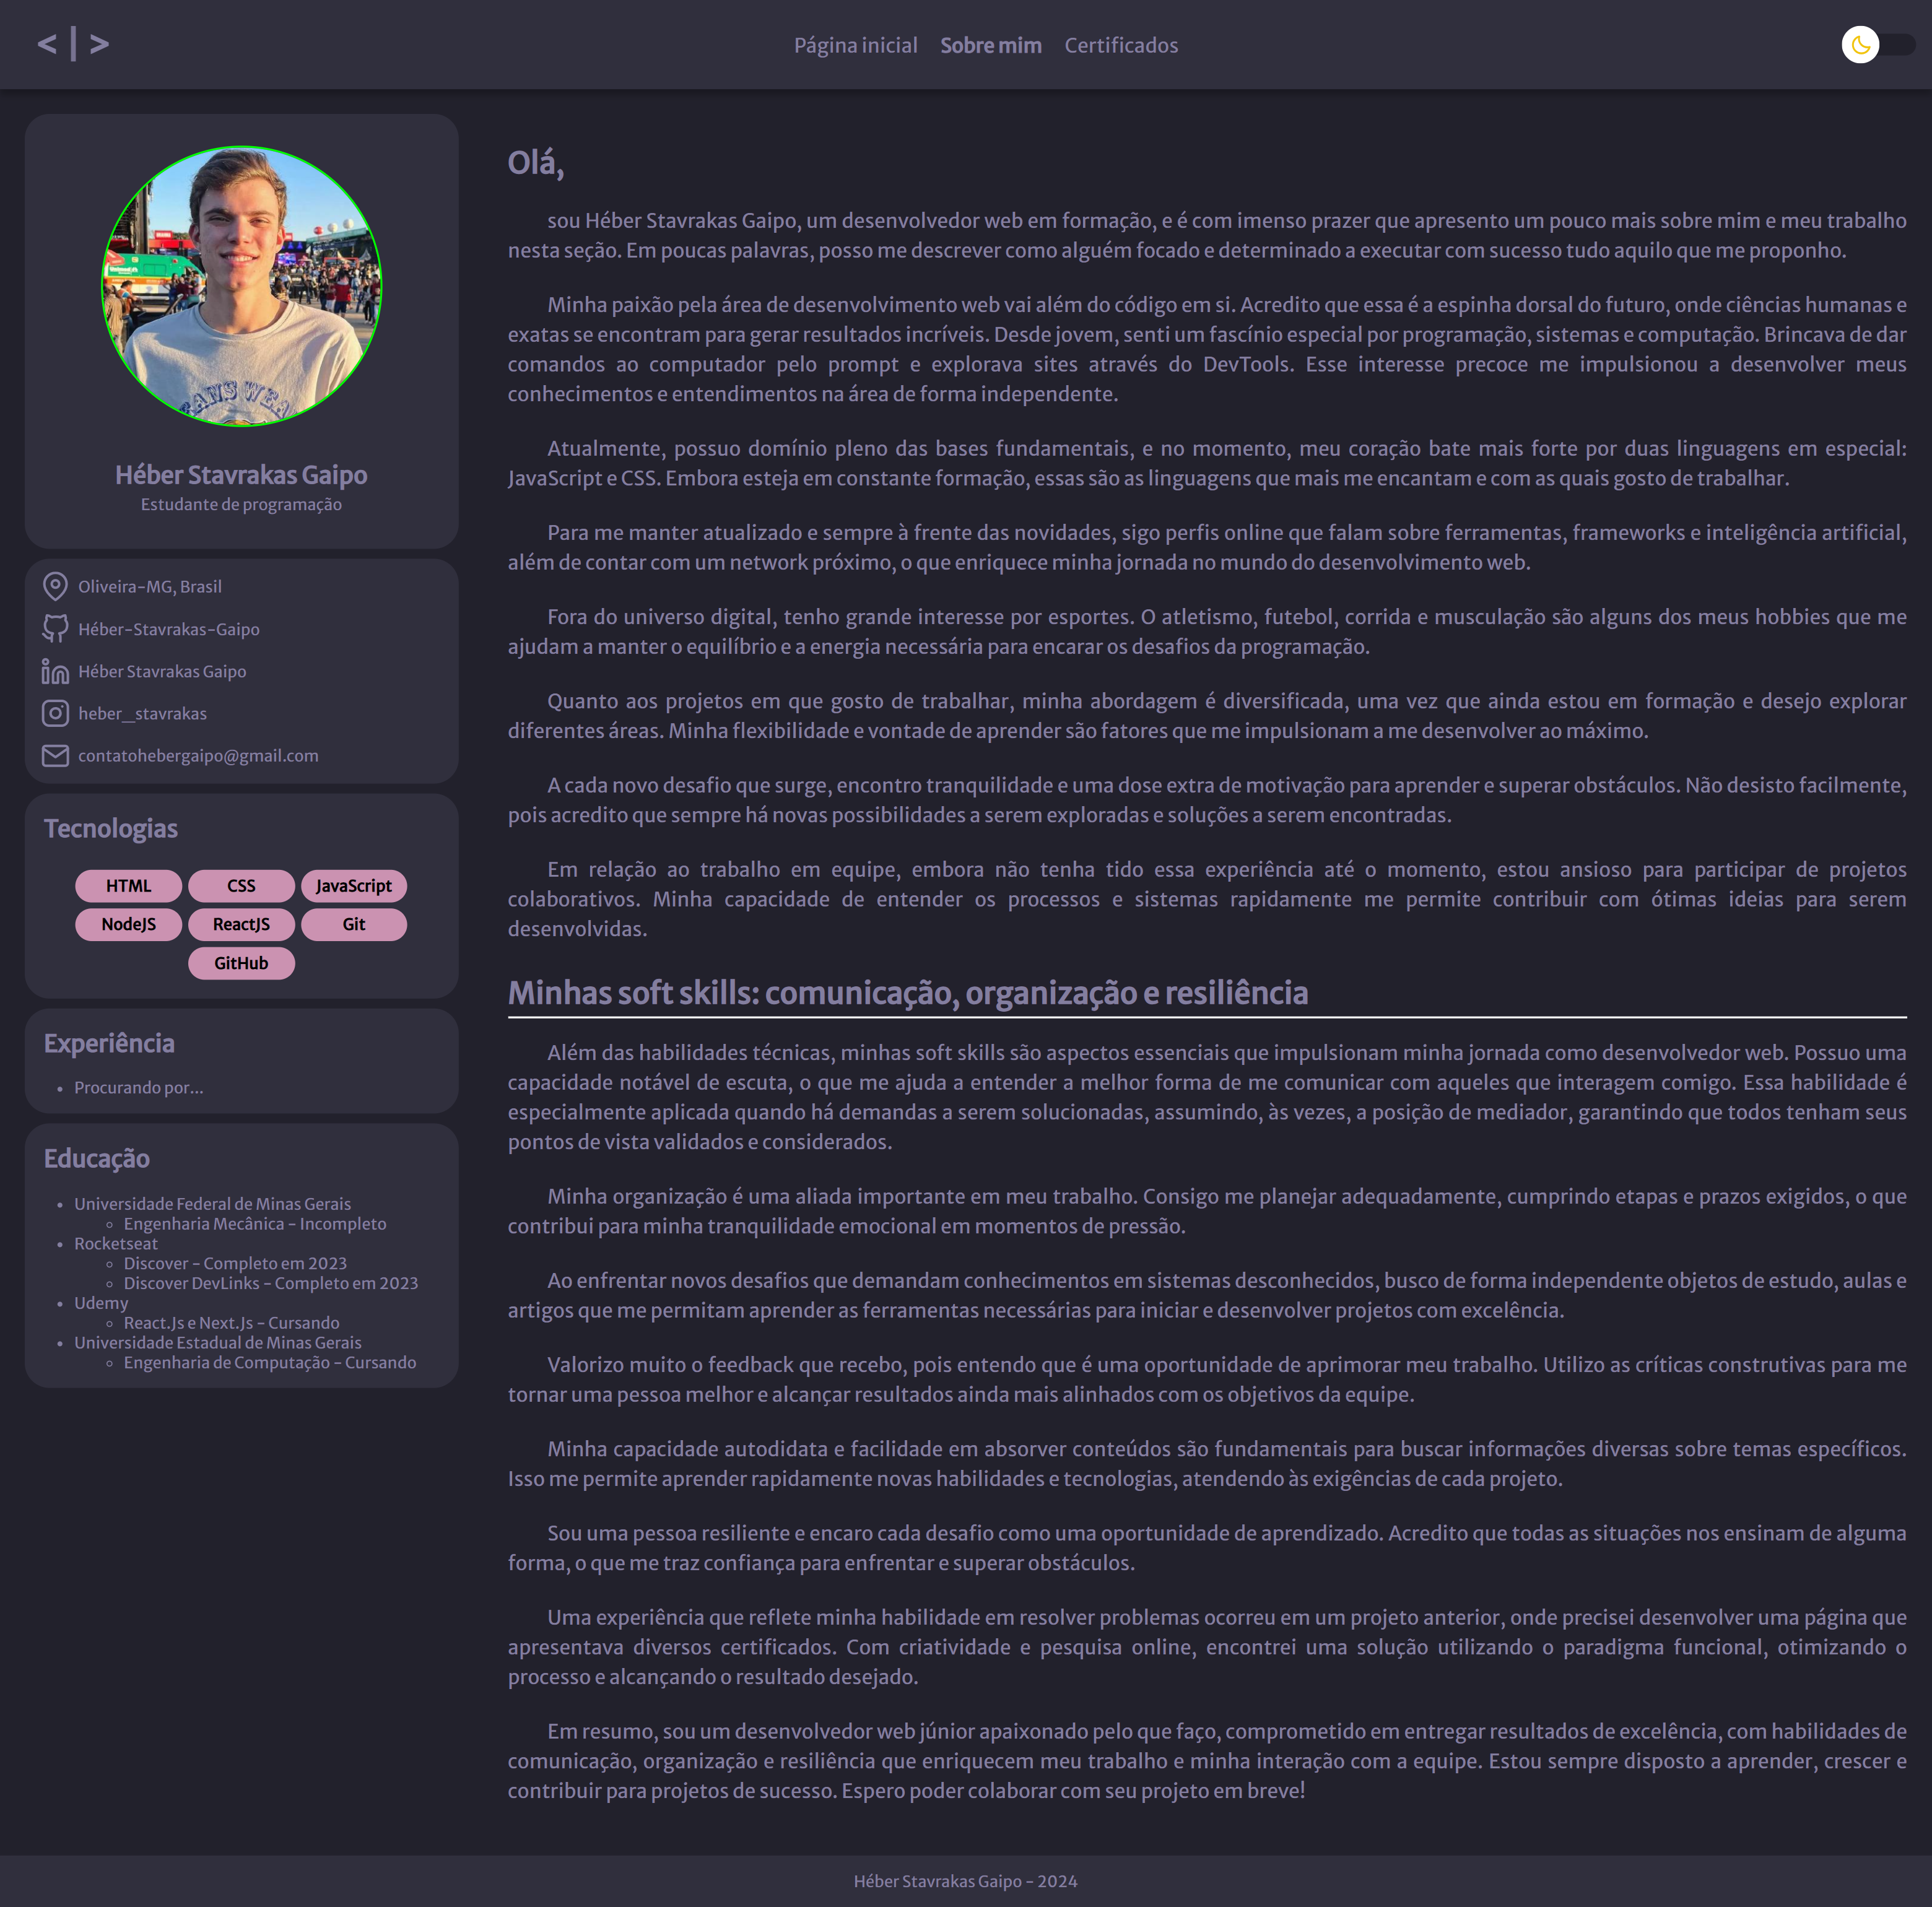 < | >
Página inicial Sobre mim Certificados
Héber Stavrakas Gaipo
Estudante de programação
Oliveira-MG, Brasil
Héber-Stavrakas-Gaipo
Héber Stavrakas Gaipo
heber_stavrakas
contatohebergaipo@gmail.com
Tecnologias
HTML CSS JavaScript
NodeJS ReactJS Git
GitHub
Experiência
• Procurando por...
Educação
• Universidade Federal de Minas Gerais
◦ Engenharia Mecânica - Incompleto
• Rocketseat
◦ Discover - Completo em 2023
◦ Discover DevLinks - Completo em 2023
• Udemy
◦ React.Js e Next.Js - Cursando
• Universidade Estadual de Minas Gerais
◦ Engenharia de Computação - Cursando
Olá,
sou Héber Stavrakas Gaipo, um desenvolvedor web em formação, e é com imenso prazer que apresento um pouco mais sobre mim e meu trabalho
nesta seção. Em poucas palavras, posso me descrever como alguém focado e determinado a executar com sucesso tudo aquilo que me proponho.
Minha paixão pela área de desenvolvimento web vai além do código em si. Acredito que essa é a espinha dorsal do futuro, onde ciências humanas e
exatas se encontram para gerar resultados incríveis. Desde jovem, senti um fascínio especial por programação, sistemas e computação. Brincava de dar
comandos ao computador pelo prompt e explorava sites através do DevTools. Esse interesse precoce me impulsionou a desenvolver meus
conhecimentos e entendimentos na área de forma independente.
Atualmente, possuo domínio pleno das bases fundamentais, e no momento, meu coração bate mais forte por duas linguagens em especial:
JavaScript e CSS. Embora esteja em constante formação, essas são as linguagens que mais me encantam e com as quais gosto de trabalhar.
Para me manter atualizado e sempre à frente das novidades, sigo perfis online que falam sobre ferramentas, frameworks e inteligência artificial,
além de contar com um network próximo, o que enriquece minha jornada no mundo do desenvolvimento web.
Fora do universo digital, tenho grande interesse por esportes. O atletismo, futebol, corrida e musculação são alguns dos meus hobbies que me
ajudam a manter o equilíbrio e a energia necessária para encarar os desafios da programação.
Quanto aos projetos em que gosto de trabalhar, minha abordagem é diversificada, uma vez que ainda estou em formação e desejo explorar
diferentes áreas. Minha flexibilidade e vontade de aprender são fatores que me impulsionam a me desenvolver ao máximo.
A cada novo desafio que surge, encontro tranquilidade e uma dose extra de motivação para aprender e superar obstáculos. Não desisto facilmente,
pois acredito que sempre há novas possibilidades a serem exploradas e soluções a serem encontradas.
Em relação ao trabalho em equipe, embora não tenha tido essa experiência até o momento, estou ansioso para participar de projetos
colaborativos. Minha capacidade de entender os processos e sistemas rapidamente me permite contribuir com ótimas ideias para serem
desenvolvidas.
Minhas soft skills: comunicação, organização e resiliência
Além das habilidades técnicas, minhas soft skills são aspectos essenciais que impulsionam minha jornada como desenvolvedor web. Possuo uma
capacidade notável de escuta, o que me ajuda a entender a melhor forma de me comunicar com aqueles que interagem comigo. Essa habilidade é
especialmente aplicada quando há demandas a serem solucionadas, assumindo, às vezes, a posição de mediador, garantindo que todos tenham seus
pontos de vista validados e considerados.
Minha organização é uma aliada importante em meu trabalho. Consigo me planejar adequadamente, cumprindo etapas e prazos exigidos, o que
contribui para minha tranquilidade emocional em momentos de pressão.
Ao enfrentar novos desafios que demandam conhecimentos em sistemas desconhecidos, busco de forma independente objetos de estudo, aulas e
artigos que me permitam aprender as ferramentas necessárias para iniciar e desenvolver projetos com excelência.
Valorizo muito o feedback que recebo, pois entendo que é uma oportunidade de aprimorar meu trabalho. Utilizo as críticas construtivas para me
tornar uma pessoa melhor e alcançar resultados ainda mais alinhados com os objetivos da equipe.
Minha capacidade autodidata e facilidade em absorver conteúdos são fundamentais para buscar informações diversas sobre temas específicos.
Isso me permite aprender rapidamente novas habilidades e tecnologias, atendendo às exigências de cada projeto.
Sou uma pessoa resiliente e encaro cada desafio como uma oportunidade de aprendizado. Acredito que todas as situações nos ensinam de alguma
forma, o que me traz confiança para enfrentar e superar obstáculos.
Uma experiência que reflete minha habilidade em resolver problemas ocorreu em um projeto anterior, onde precisei desenvolver uma página que
apresentava diversos certificados. Com criatividade e pesquisa online, encontrei uma solução utilizando o paradigma funcional, otimizando o
processo e alcançando o resultado desejado.
Em resumo, sou um desenvolvedor web júnior apaixonado pelo que faço, comprometido em entregar resultados de excelência, com habilidades de
comunicação, organização e resiliência que enriquecem meu trabalho e minha interação com a equipe. Estou sempre disposto a aprender, crescer e
contribuir para projetos de sucesso. Espero poder colaborar com seu projeto em breve!
Héber Stavrakas Gaipo - 2024